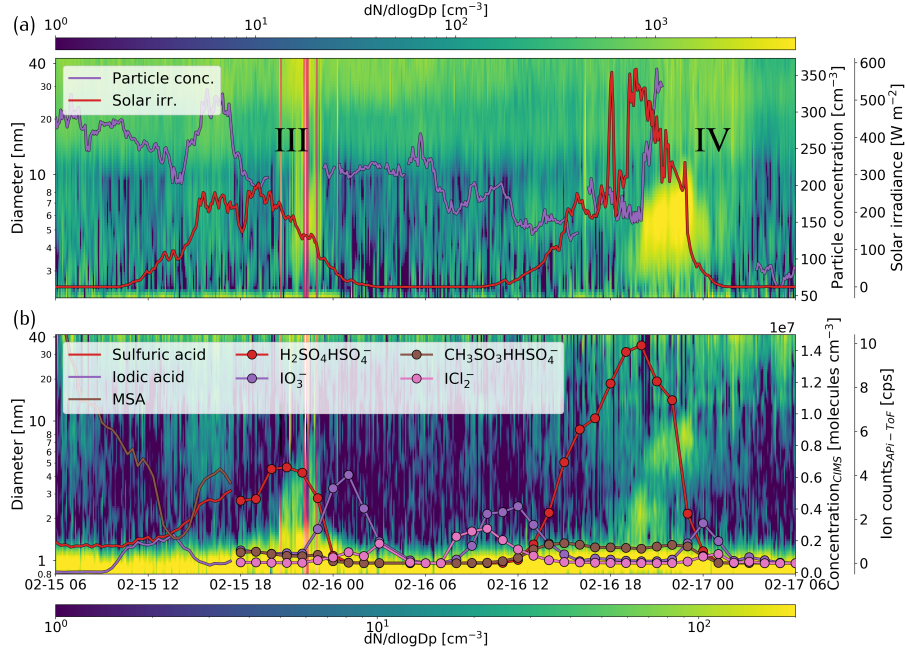 (a)
dN/dlogDp [cm⁻³]
10⁰ 10¹ 10² 10³
Diameter [nm]
40
30
20
10
8
7
6
5
4
3
Particle conc.
Solar irr.
III
IV
350
300
250
200
150
100
50
Particle concentration [cm⁻³]
600
500
400
300
200
100
0
Solar irradiance [W m⁻²]
(b)
1e7
Diameter [nm]
40
30
20
10
8
7
6
5
4
3
2
1
0.8
Sulfuric acid
Iodic acid
MSA
H₂SO₄HSO₄⁻
IO₃⁻
CH₃SO₃HHSO₄⁻
ICl₂⁻
1.4
1.2
1.0
0.8
0.6
0.4
0.2
0.0
Concentration_CIMS [molecules cm⁻³]
10
8
6
4
2
0
Ion counts_APi−ToF [cps]
02-15 06 02-15 12 02-15 18 02-16 00 02-16 06 02-16 12 02-16 18 02-17 00 02-17 06
10⁰ 10¹ 10²
dN/dlogDp [cm⁻³]